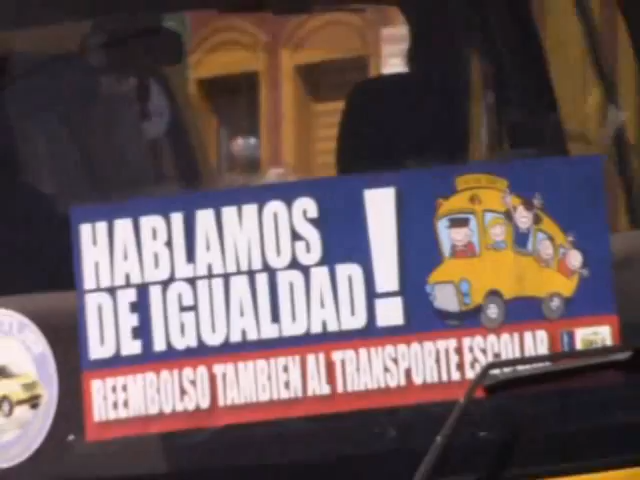 HABLAMOS
DE IGUALDAD!
REEMBOLSO TAMBIEN AL TRANSPORTE ESCOLAR